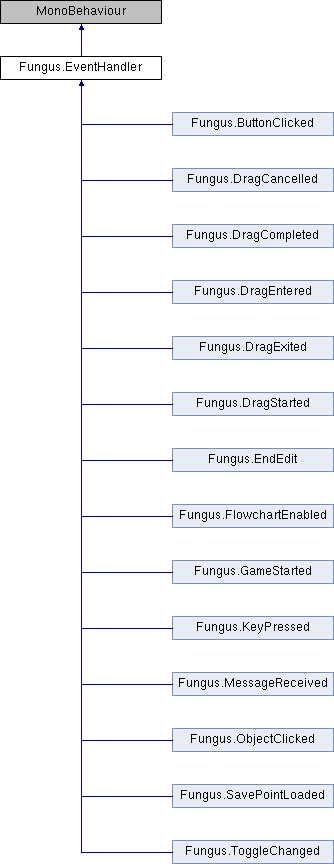 MonoBehaviour
Fungus.EventHandler
Fungus.ButtonClicked
Fungus.DragCancelled
Fungus.DragCompleted
Fungus.DragEntered
Fungus.DragExited
Fungus.DragStarted
Fungus.EndEdit
Fungus.FlowchartEnabled
Fungus.GameStarted
Fungus.KeyPressed
Fungus.MessageReceived
Fungus.ObjectClicked
Fungus.SavePointLoaded
Fungus.ToggleChanged